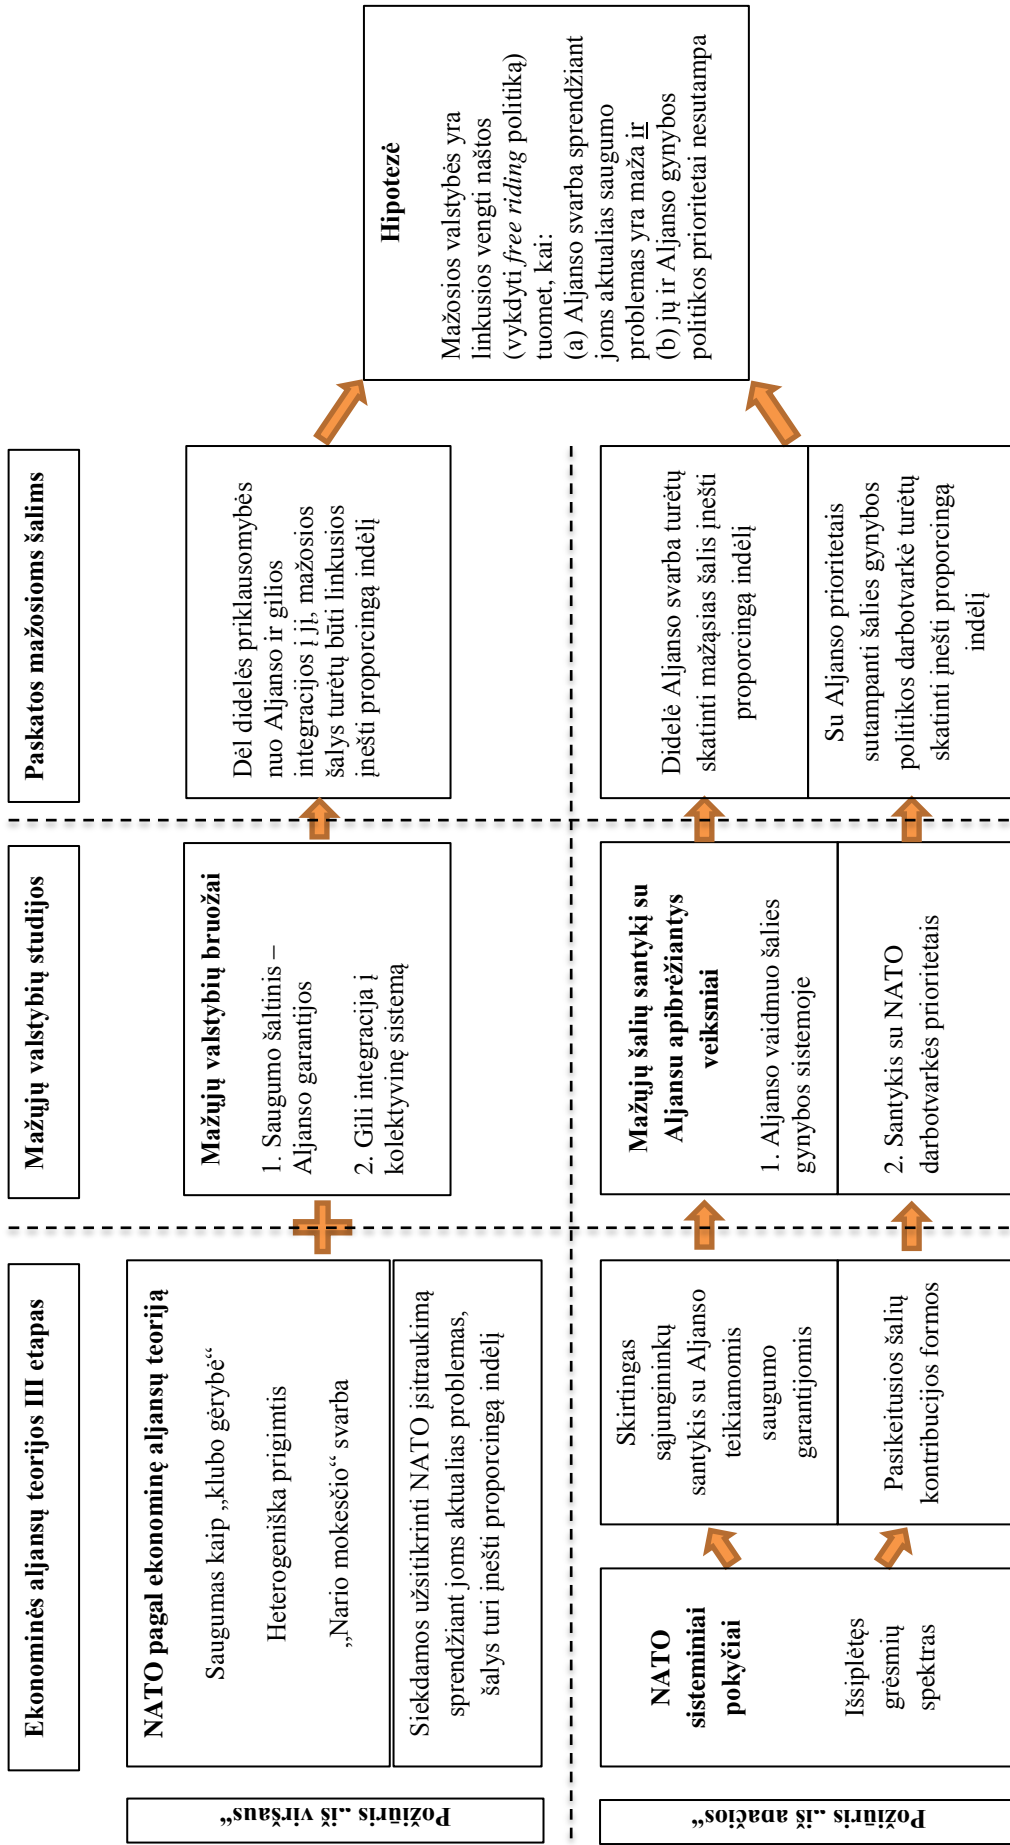 Ekonominės aljansų teorijos III etapas
Mažųjų valstybių studijos
Paskatos mažosioms šalims
Požiūris „iš viršaus“
NATO pagal ekonominę aljansų teoriją
Saugumas kaip „klubo gėrybė“
Heterogeniška prigimtis
„Nario mokesčio“ svarba
Siekdamos užsitikrinti NATO įsitraukimą
sprendžiant joms aktualias problemas,
šalys turi įnešti proporcingą indėlį
Mažųjų valstybių bruožai
1. Saugumo šaltinis –
Aljanso garantijos
2. Gili integracija į
kolektyvinę sistemą
Dėl didelės priklausomybės
nuo Aljanso ir gilios
integracijos į jį, mažosios
šalys turėtų būti linkusios
įnešti proporcingą indėlį
Požiūris „iš apačios“
NATO
sisteminiai
pokyčiai
Išsiplėtęs
grėsmių
spektras
Skirtingas
sąjungininkų
santykis su Aljanso
teikiamomis
saugumo
garantijomis
Pasikeitusios šalių
kontribucijos formos
Mažųjų šalių santykį su
Aljansu apibrėžiantys
veiksniai
1. Aljanso vaidmuo šalies
gynybos sistemoje
2. Santykis su NATO
darbotvarkės prioritetais
Didelė Aljanso svarba turėtų
skatinti mažąsias šalis įnešti
proporcingą indėlį
Su Aljanso prioritetais
sutampanti šalies gynybos
politikos darbotvarkė turėtų
skatinti įnešti proporcingą
indėlį
Hipotezė
Mažosios valstybės yra
linkusios vengti naštos
(vykdyti free riding politiką)
tuomet, kai:
(a) Aljanso svarba sprendžiant
joms aktualias saugumo
problemas yra maža ir
(b) jų ir Aljanso gynybos
politikos prioritetai nesutampa